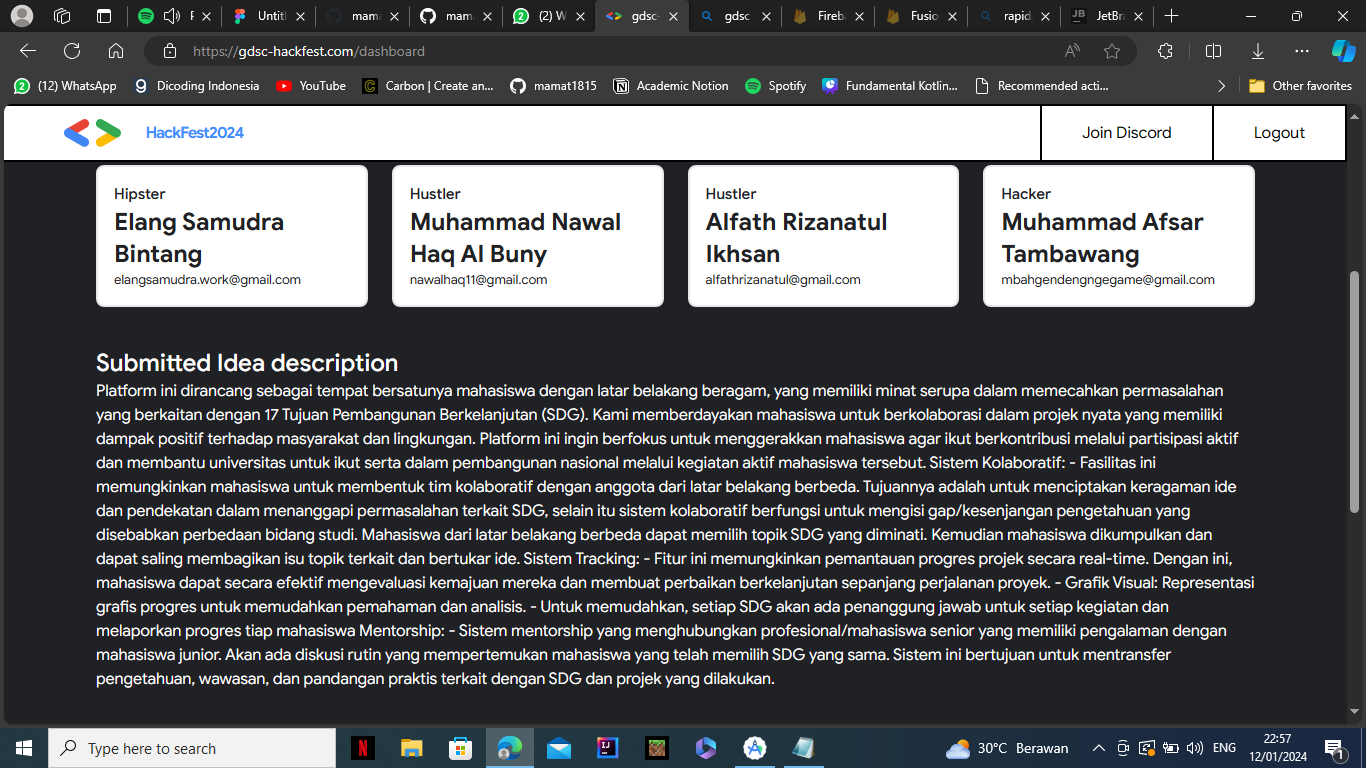 Untitl
mama
mam
(2) W
gdsc-
gdsc
Fireb
Fusio
rapid
JetBra
https://gdsc-hackfest.com/dashboard
(12) WhatsApp
Dicoding Indonesia
YouTube
Carbon | Create an...
mamat1815
Academic Notion
Spotify
Fundamental Kotlin...
Recommended acti...
Other favorites
HackFest2024
Join Discord
Logout
Hipster
Elang Samudra
Bintang
elangsamudra.work@gmail.com
Hustler
Muhammad Nawal
Haq Al Buny
nawalhaq11@gmail.com
Hustler
Alfath Rizanatul
Ikhsan
alfathrizanatul@gmail.com
Hacker
Muhammad Afsar
Tambawang
mbahgendengngegame@gmail.com
Submitted Idea description
Platform ini dirancang sebagai tempat bersatunya mahasiswa dengan latar belakang beragam, yang memiliki minat serupa dalam memecahkan permasalahan
yang berkaitan dengan 17 Tujuan Pembangunan Berkelanjutan (SDG). Kami memberdayakan mahasiswa untuk berkolaborasi dalam projek nyata yang memiliki
dampak positif terhadap masyarakat dan lingkungan. Platform ini ingin berfokus untuk menggerakkan mahasiswa agar ikut berkontribusi melalui partisipasi aktif
dan membantu universitas untuk ikut serta dalam pembangunan nasional melalui kegiatan aktif mahasiswa tersebut. Sistem Kolaboratif: - Fasilitas ini
memungkinkan mahasiswa untuk membentuk tim kolaboratif dengan anggota dari latar belakang berbeda. Tujuannya adalah untuk menciptakan keragaman ide
dan pendekatan dalam menanggapi permasalahan terkait SDG, selain itu sistem kolaboratif berfungsi untuk mengisi gap/kesenjangan pengetahuan yang
disebabkan perbedaan bidang studi. Mahasiswa dari latar belakang berbeda dapat memilih topik SDG yang diminati. Kemudian mahasiswa dikumpulkan dan
dapat saling membagikan isu topik terkait dan bertukar ide. Sistem Tracking: - Fitur ini memungkinkan pemantauan progres projek secara real-time. Dengan ini,
mahasiswa dapat secara efektif mengevaluasi kemajuan mereka dan membuat perbaikan berkelanjutan sepanjang perjalanan proyek. - Grafik Visual: Representasi
grafis progres untuk memudahkan pemahaman dan analisis. - Untuk memudahkan, setiap SDG akan ada penanggung jawab untuk setiap kegiatan dan
melaporkan progres tiap mahasiswa Mentorship: - Sistem mentorship yang menghubungkan profesional/mahasiswa senior yang memiliki pengalaman dengan
mahasiswa junior. Akan ada diskusi rutin yang mempertemukan mahasiswa yang telah memilih SDG yang sama. Sistem ini bertujuan untuk mentransfer
pengetahuan, wawasan, dan pandangan praktis terkait dengan SDG dan projek yang dilakukan.
Type here to search
30°C Berawan
ENG
22:57
12/01/2024
1